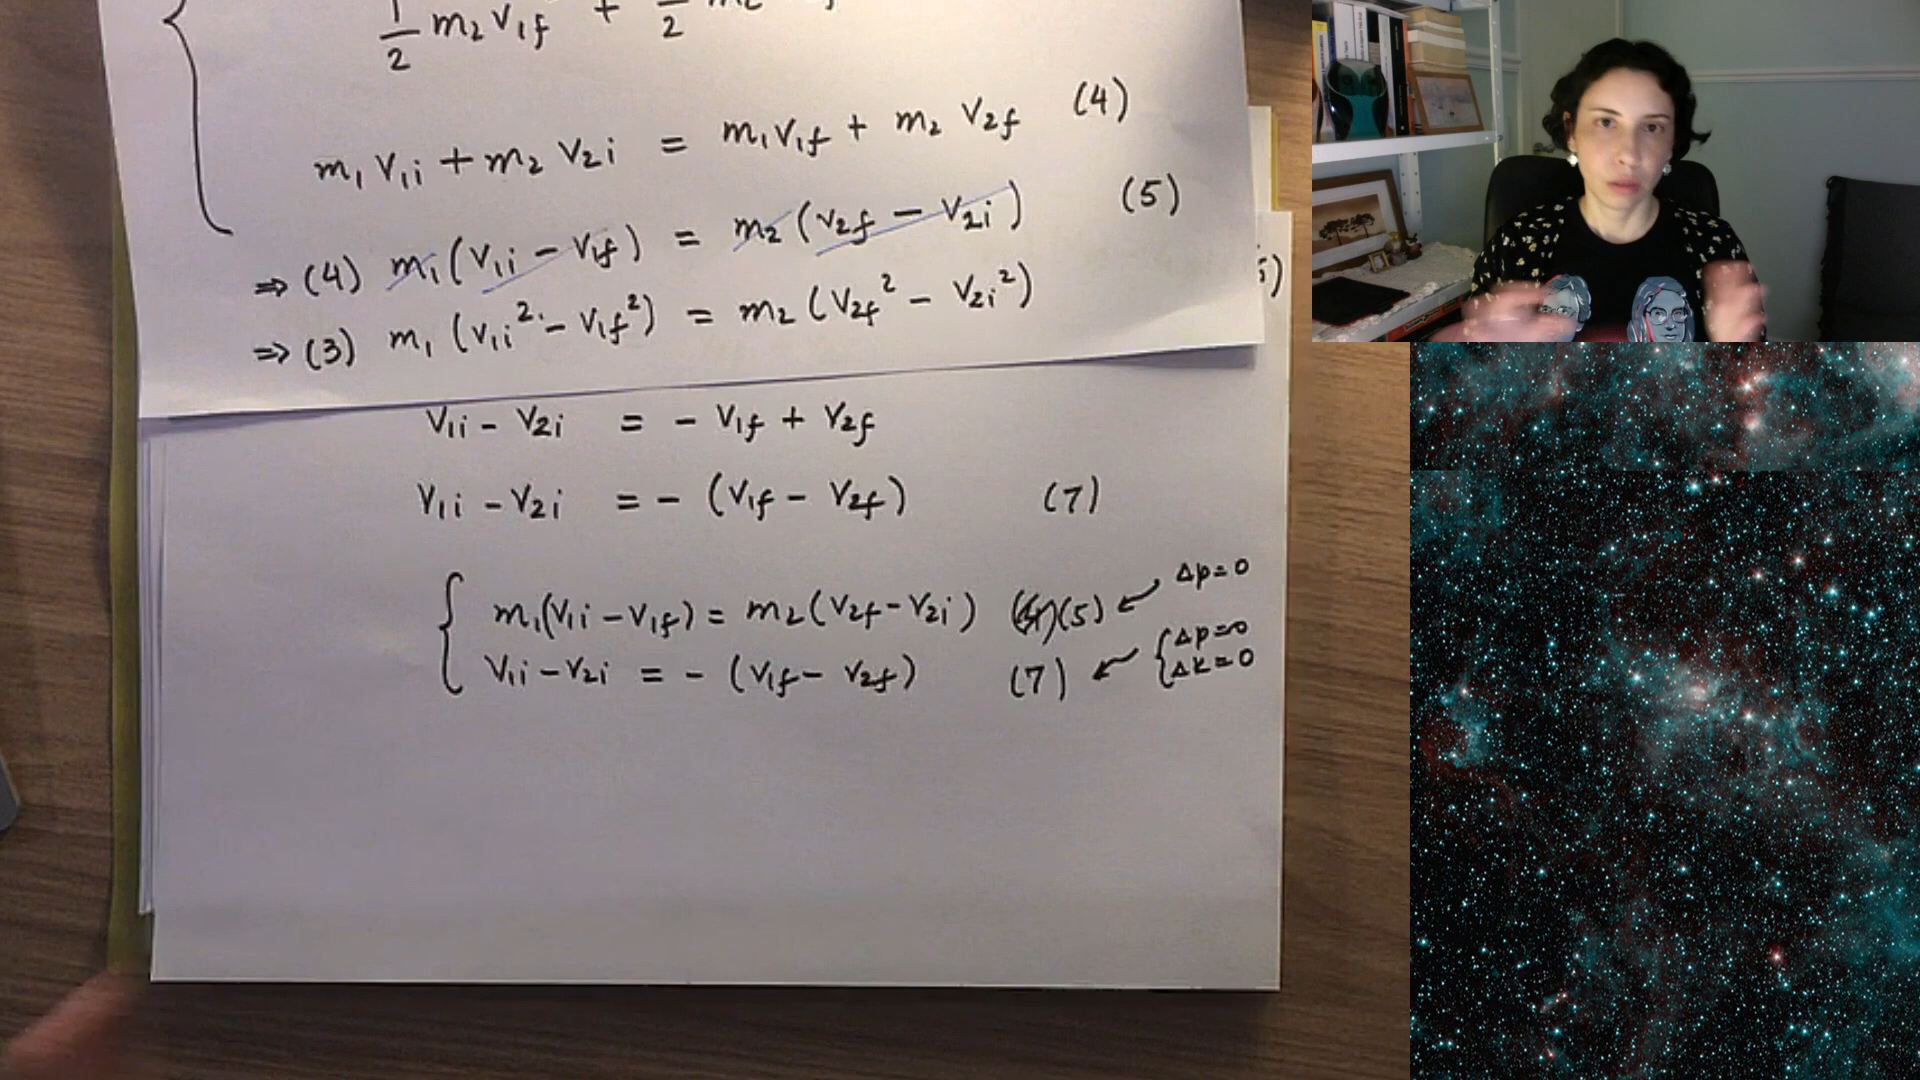 1/2 m₂ v₁f + 1/2
m₁ v₁i + m₂ v₂i = m₁v₁f + m₂ v₂f (4)
⇒ (4) m₁(v₁i − v₁f) = m₂ (v₂f − v₂i) (5)
⇒ (3) m₁ (v₁i² − v₁f²) = m₂ (v₂f² − v₂i²)
v₁i − v₂i = − v₁f + v₂f
v₁i − v₂i = − (v₁f − v₂f) (7)
m₁(v₁i − v₁f) = m₂(v₂f − v₂i) (5) ← Δp=0
v₁i − v₂i = − (v₁f − v₂f) (7) ← { Δp=0
ΔK=0